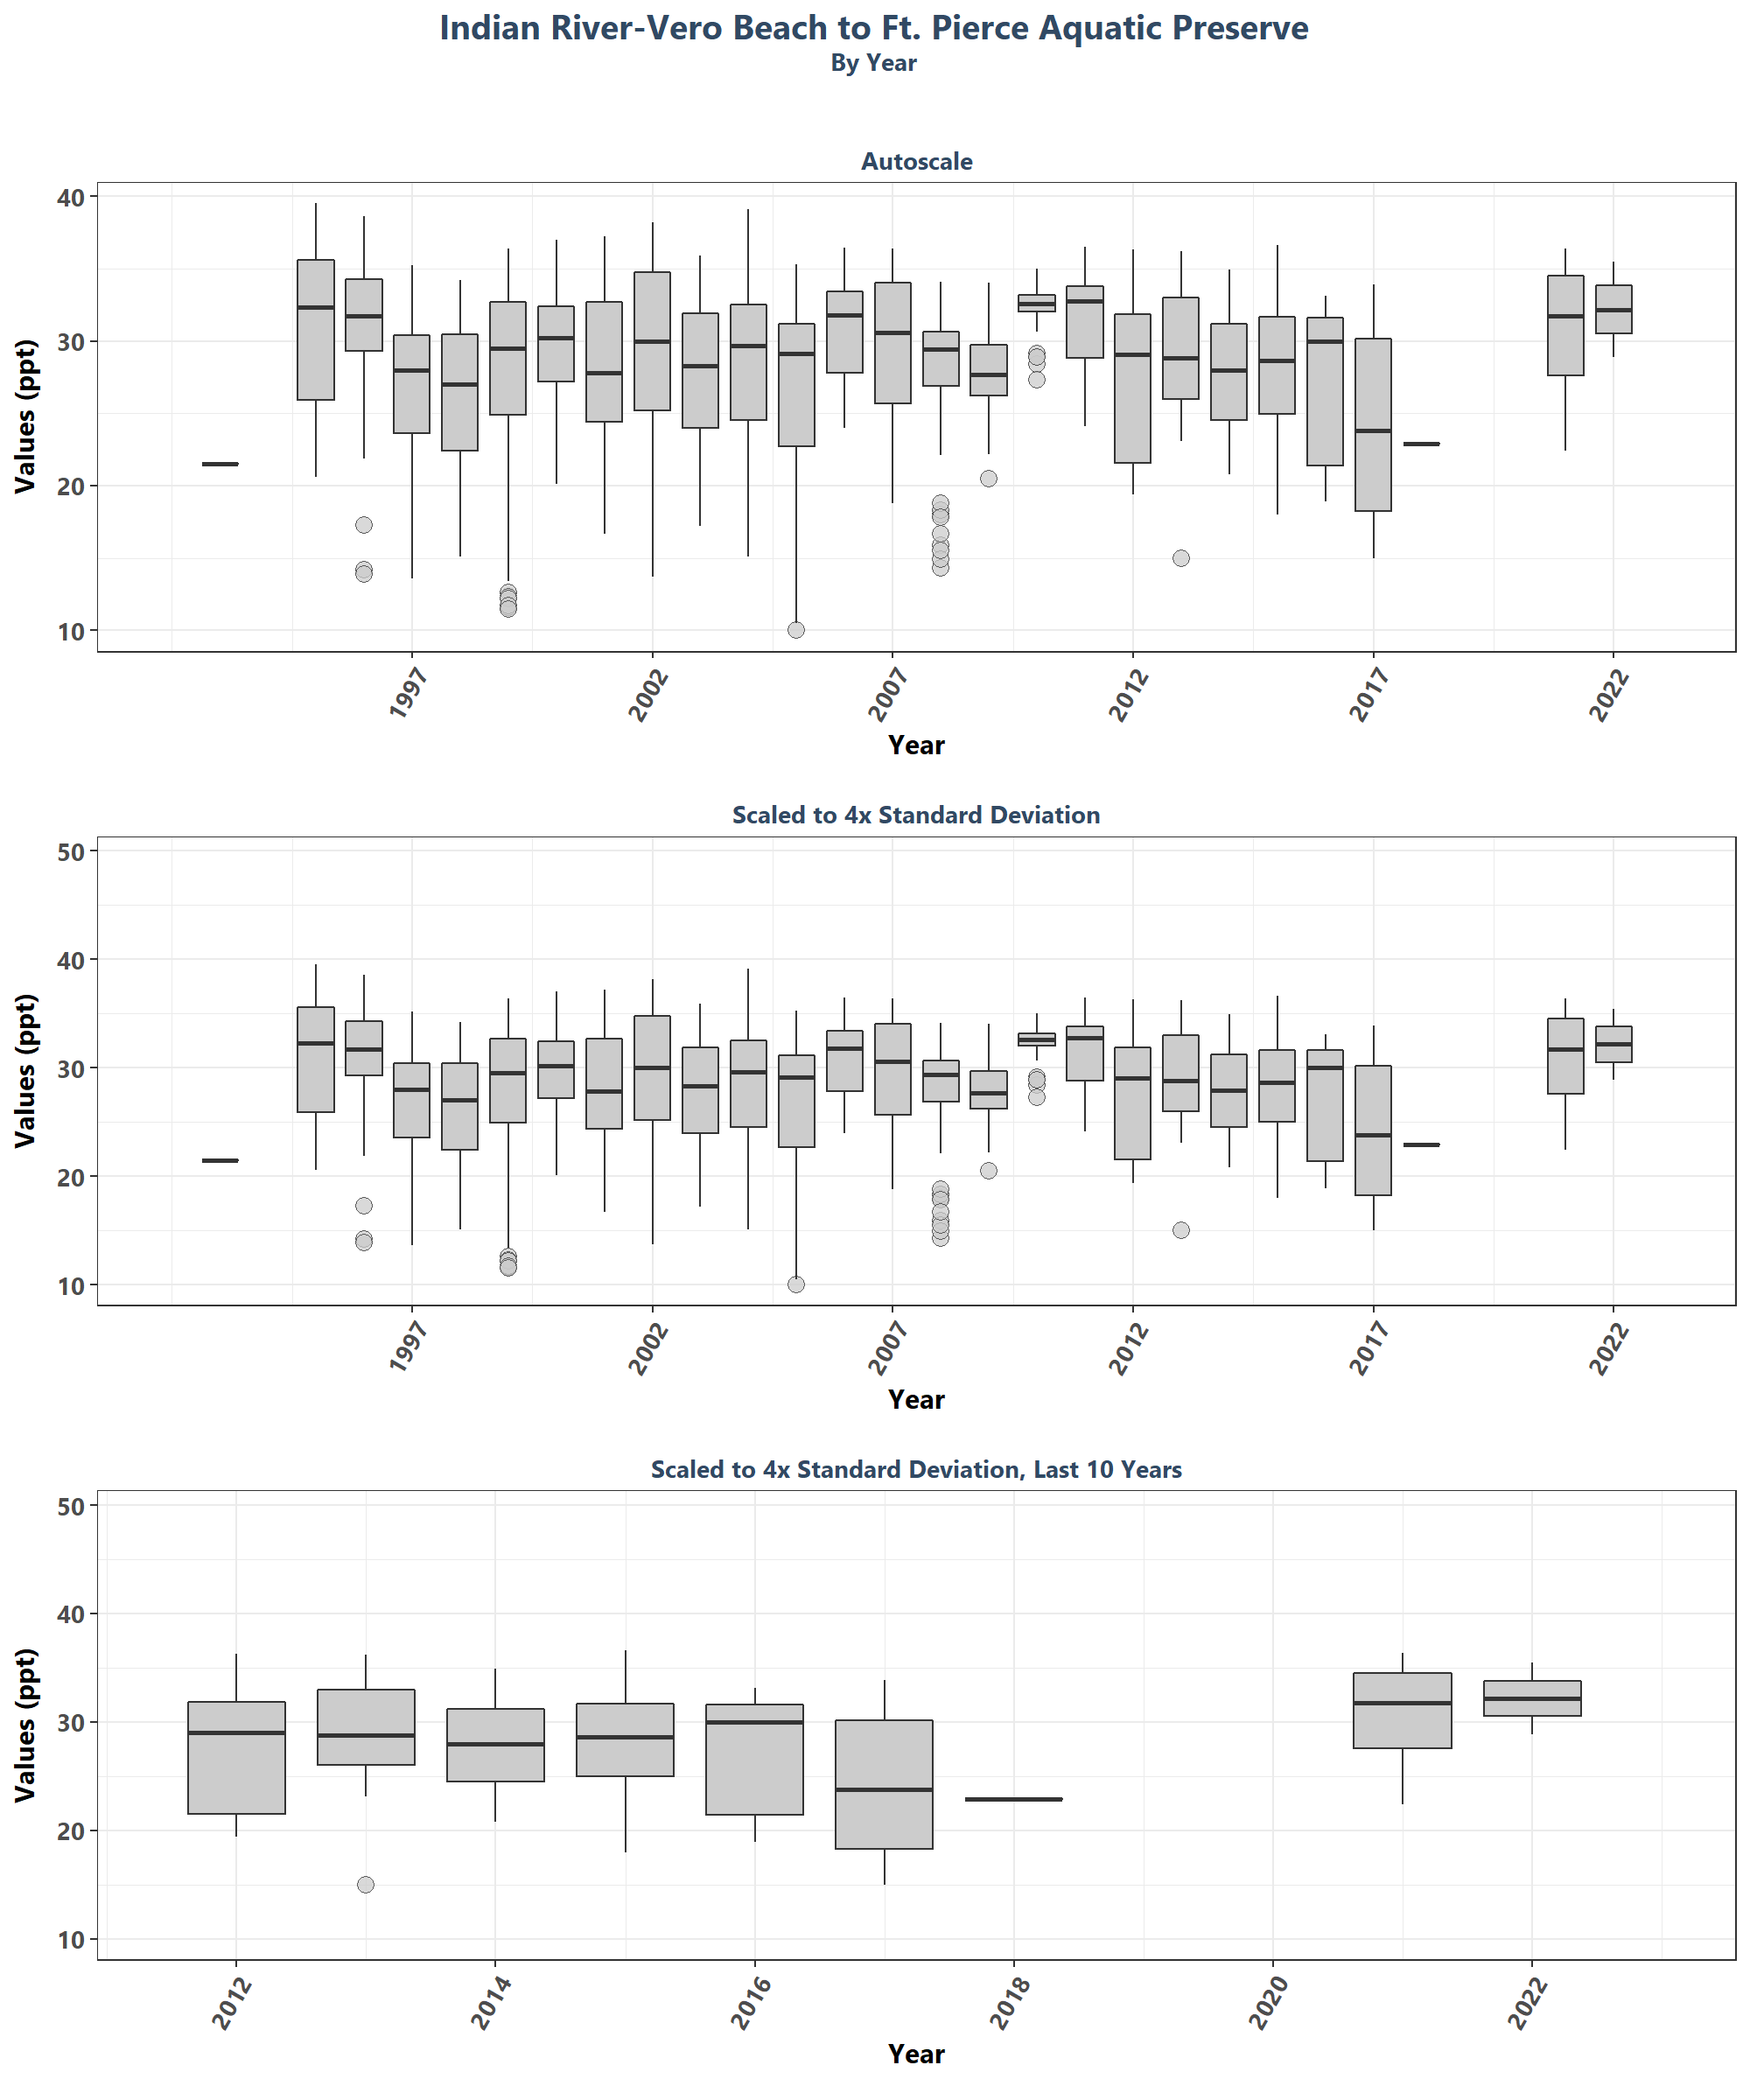 Indian River-Vero Beach to Ft. Pierce Aquatic Preserve
By Year
Autoscale
Values (ppt)
40
30
20
10
1997
2002
2007
2012
2017
2022
Year
Scaled to 4x Standard Deviation
Values (ppt)
50
40
30
20
10
1997
2002
2007
2012
2017
2022
Year
Scaled to 4x Standard Deviation, Last 10 Years
Values (ppt)
50
40
30
20
10
2012
2014
2016
2018
2020
2022
Year